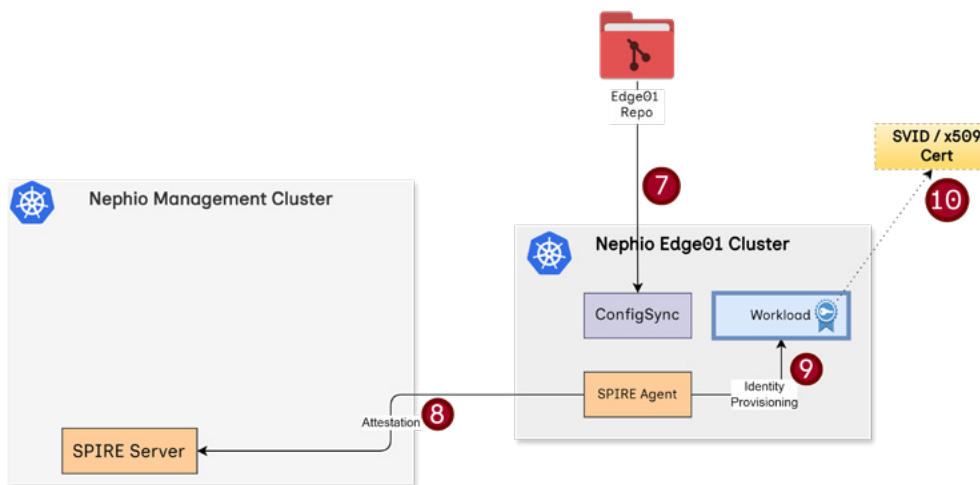 Edge01
Repo
7
SVID / x509
Cert
10
Nephio Management Cluster
Nephio Edge01 Cluster
ConfigSync
Workload
9
SPIRE Agent
Identity
Provisioning
Attestation
8
SPIRE Server